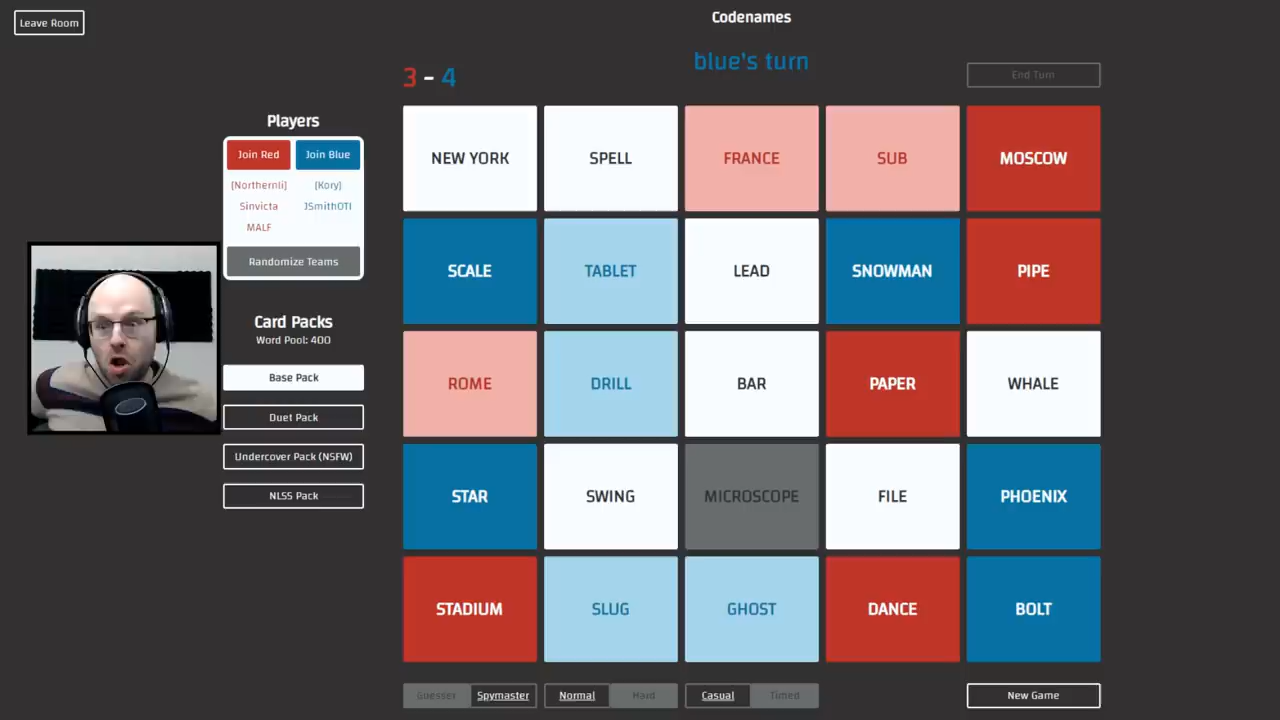 Leave Room
Codenames
blue's turn
3 - 4
End Turn
Players
Join Red
Join Blue
[Northernli]
[Kory]
Sinvicta
JSmithOTI
MALF
Randomize Teams
Card Packs
Word Pool: 400
Base Pack
Duet Pack
Undercover Pack (NSFW)
NLSS Pack
NEW YORK
SPELL
FRANCE
SUB
MOSCOW
SCALE
TABLET
LEAD
SNOWMAN
PIPE
ROME
DRILL
BAR
PAPER
WHALE
STAR
SWING
MICROSCOPE
FILE
PHOENIX
STADIUM
SLUG
GHOST
DANCE
BOLT
Guesser
Spymaster
Normal
Hard
Casual
Timed
New Game